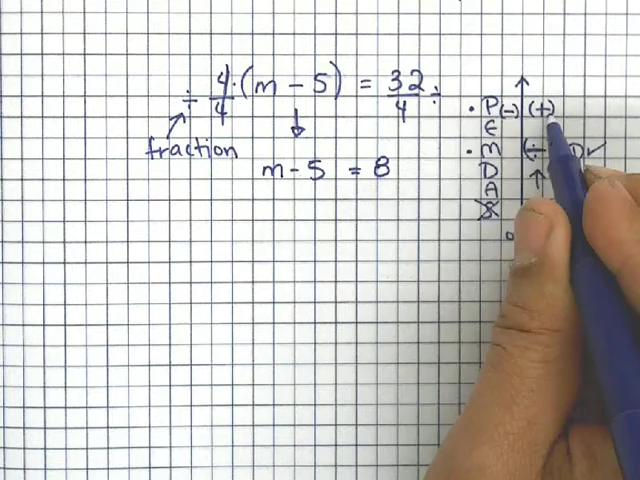 ÷ 4/4 · (m − 5) = 32/4 ÷
fraction
m − 5 = 8
· P (−) (+)
E
· m (÷ D ✓
D
A
S